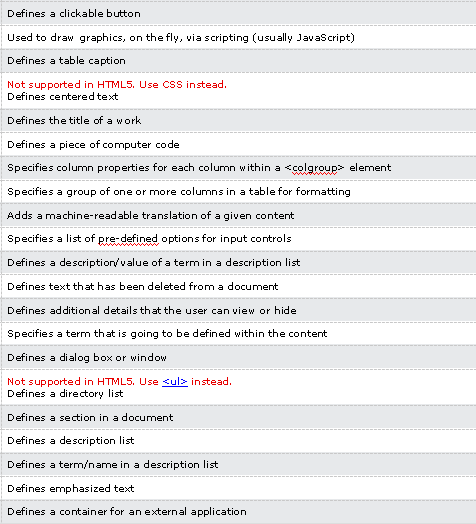 Defines a clickable button
Used to draw graphics, on the fly, via scripting (usually JavaScript)
Defines a table caption
Not supported in HTML5. Use CSS instead.
Defines centered text
Defines the title of a work
Defines a piece of computer code
Specifies column properties for each column within a <colgroup> element
Specifies a group of one or more columns in a table for formatting
Adds a machine-readable translation of a given content
Specifies a list of pre-defined options for input controls
Defines a description/value of a term in a description list
Defines text that has been deleted from a document
Defines additional details that the user can view or hide
Specifies a term that is going to be defined within the content
Defines a dialog box or window
Not supported in HTML5. Use <ul> instead.
Defines a directory list
Defines a section in a document
Defines a description list
Defines a term/name in a description list
Defines emphasized text
Defines a container for an external application